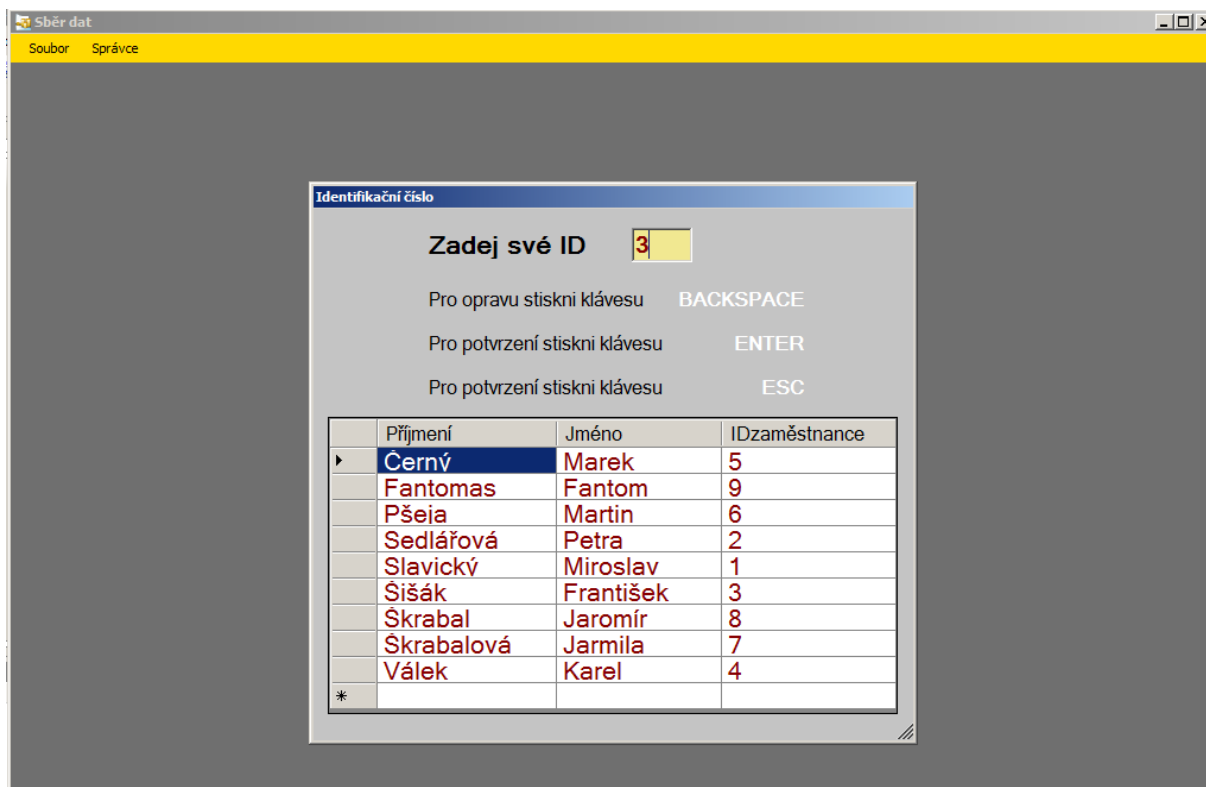 Sběr dat
Soubor Správce
Identifikační číslo
Zadej své ID 3
Pro opravu stiskni klávesu BACKSPACE
Pro potvrzení stiskni klávesu ENTER
Pro potvrzení stiskni klávesu ESC
Příjmení Jméno IDzaměstnance
Černý Marek 5
Fantomas Fantom 9
Pšeja Martin 6
Sedlářová Petra 2
Slavický Miroslav 1
Šišák František 3
Škrabal Jaromír 8
Škrabalová Jarmila 7
Válek Karel 4